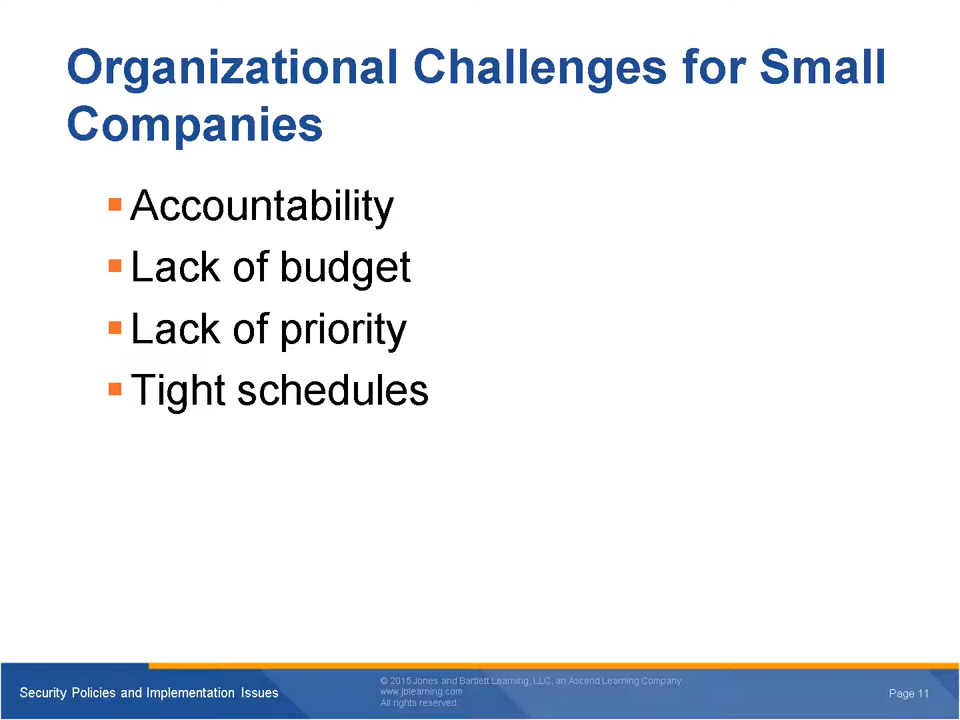 Organizational Challenges for Small
Companies
Accountability
Lack of budget
Lack of priority
Tight schedules
Security Policies and Implementation Issues
© 2015 Jones and Bartlett Learning, LLC, an Ascend Learning Company
www.jblearning.com
All rights reserved.
Page 11